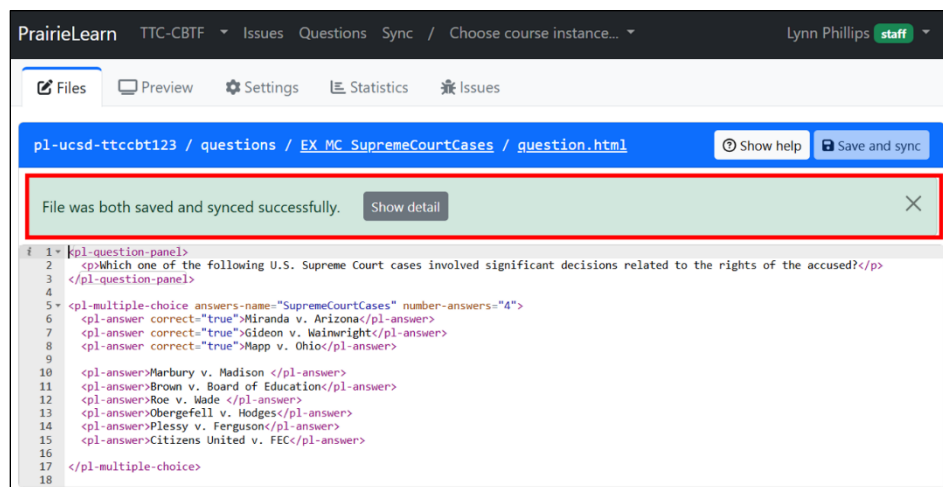 PrairieLearn TTC-CBTF Issues Questions Sync / Choose course instance... Lynn Phillips staff
Files Preview Settings Statistics Issues
pl-ucsd-ttccbt123 / questions / EX_MC_SupremeCourtCases / question.html Show help Save and sync
File was both saved and synced successfully. Show detail
i 1 <pl-question-panel>
2 <p>Which one of the following U.S. Supreme Court cases involved significant decisions related to the rights of the accused?</p>
3 </pl-question-panel>
4
5 <pl-multiple-choice answers-name="SupremeCourtCases" number-answers="4">
6 <pl-answer correct="true">Miranda v. Arizona</pl-answer>
7 <pl-answer correct="true">Gideon v. Wainwright</pl-answer>
8 <pl-answer correct="true">Mapp v. Ohio</pl-answer>
9
10 <pl-answer>Marbury v. Madison </pl-answer>
11 <pl-answer>Brown v. Board of Education</pl-answer>
12 <pl-answer>Roe v. Wade </pl-answer>
13 <pl-answer>Obergefell v. Hodges</pl-answer>
14 <pl-answer>Plessy v. Ferguson</pl-answer>
15 <pl-answer>Citizens United v. FEC</pl-answer>
16
17 </pl-multiple-choice>
18